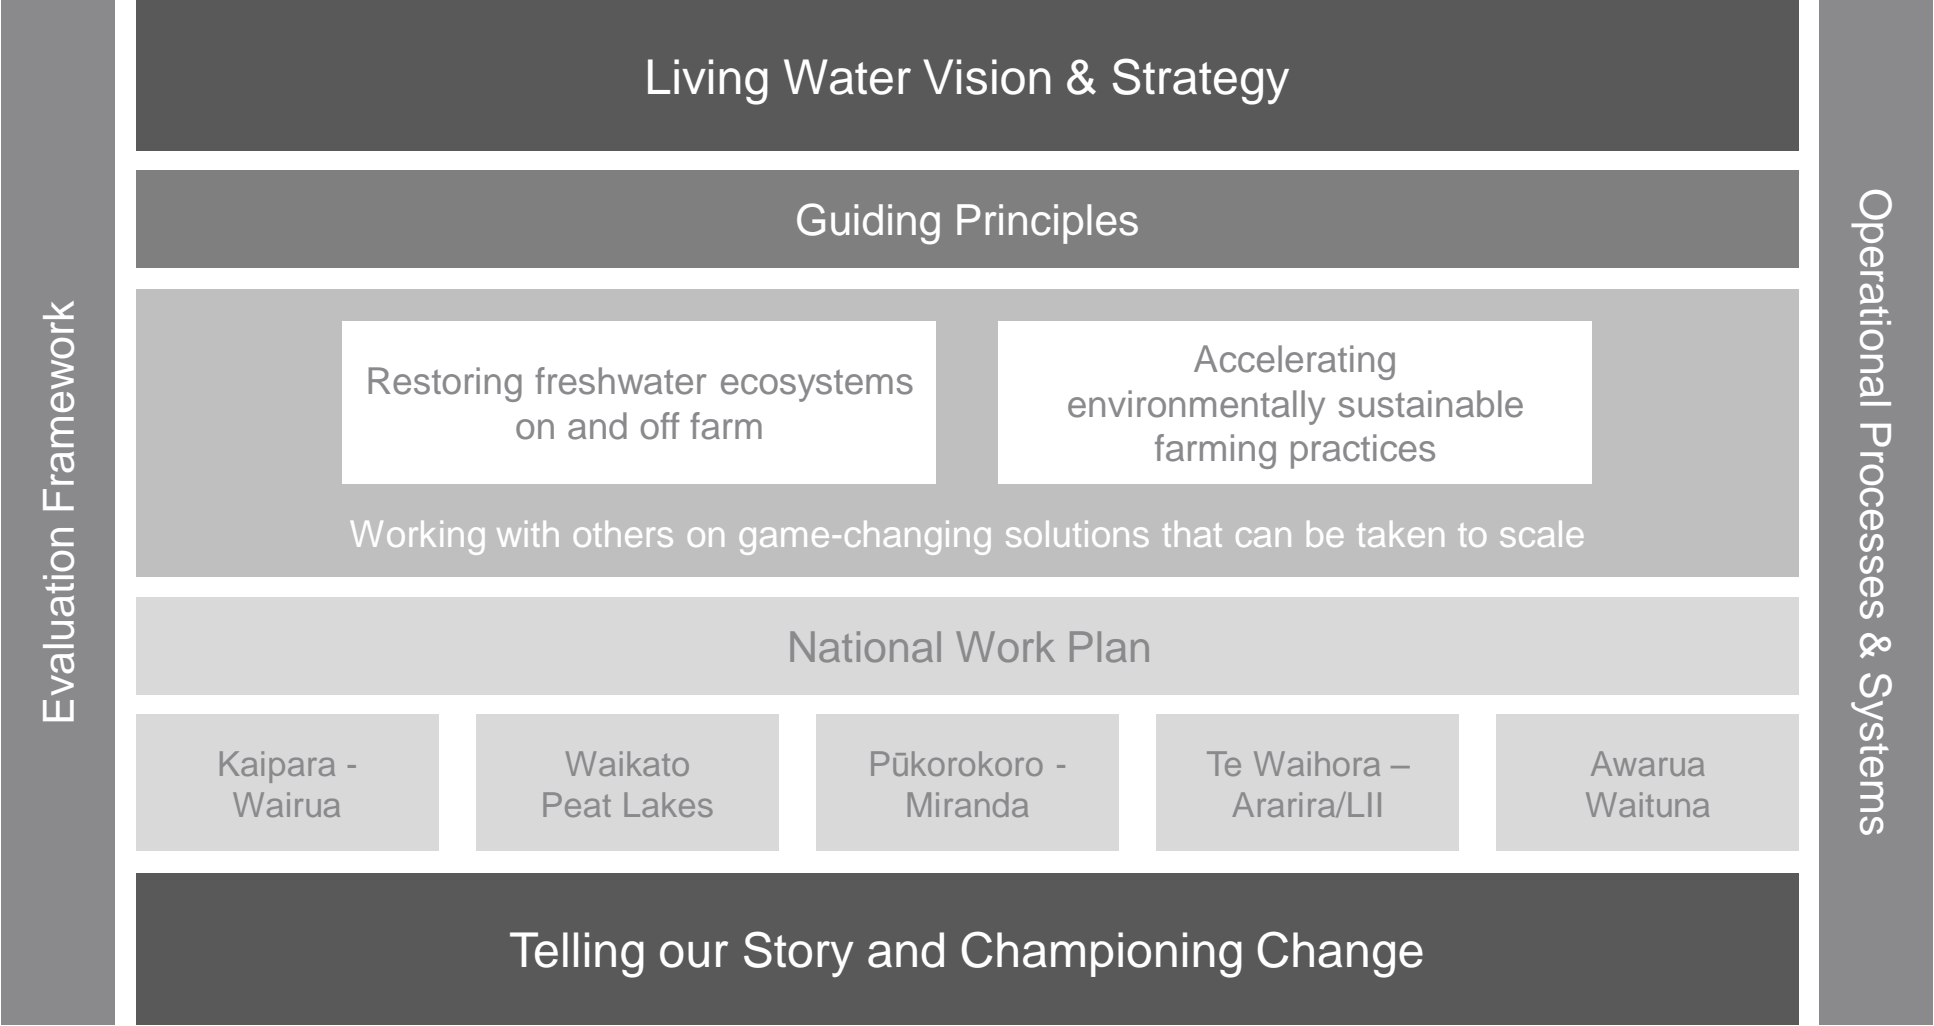 Living Water Vision & Strategy
Guiding Principles
Evaluation Framework
Operational Processes & Systems
Restoring freshwater ecosystems
on and off farm
Accelerating
environmentally sustainable
farming practices
Working with others on game-changing solutions that can be taken to scale
National Work Plan
Kaipara -
Wairua
Waikato
Peat Lakes
Pūkorokoro -
Miranda
Te Waihora –
Ararira/LII
Awarua
Waituna
Telling our Story and Championing Change